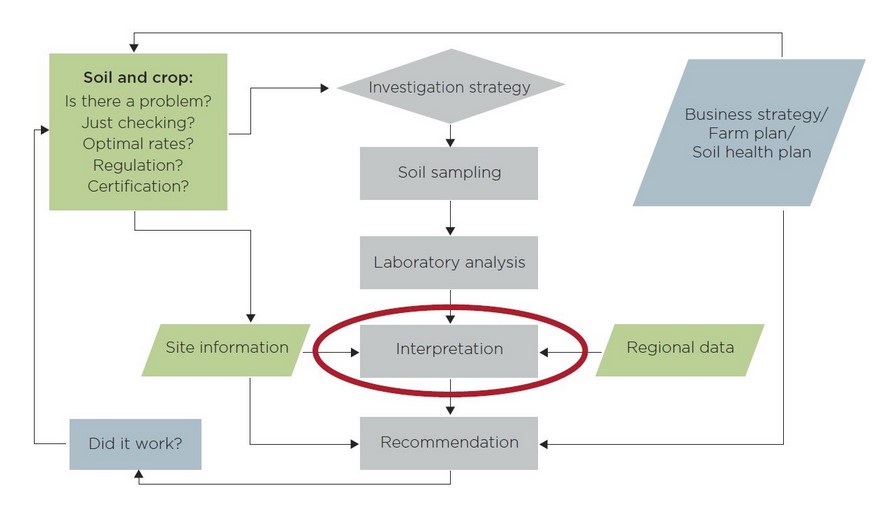 Soil and crop:
Is there a problem?
Just checking?
Optimal rates?
Regulation?
Certification?
Investigation strategy
Business strategy/
Farm plan/
Soil health plan
Soil sampling
Laboratory analysis
Site information
Interpretation
Regional data
Did it work?
Recommendation